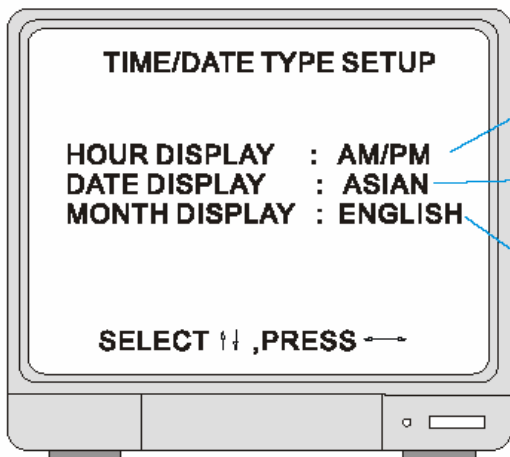 TIME/DATE TYPE SETUP
HOUR DISPLAY : AM/PM
DATE DISPLAY : ASIAN
MONTH DISPLAY : ENGLISH
SELECT ↑↓ ,PRESS ←→